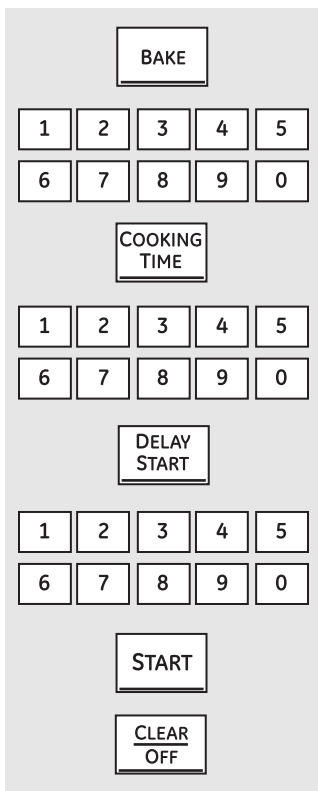 BAKE
1 2 3 4 5
6 7 8 9 0
COOKING
TIME
1 2 3 4 5
6 7 8 9 0
DELAY
START
1 2 3 4 5
6 7 8 9 0
START
CLEAR
OFF